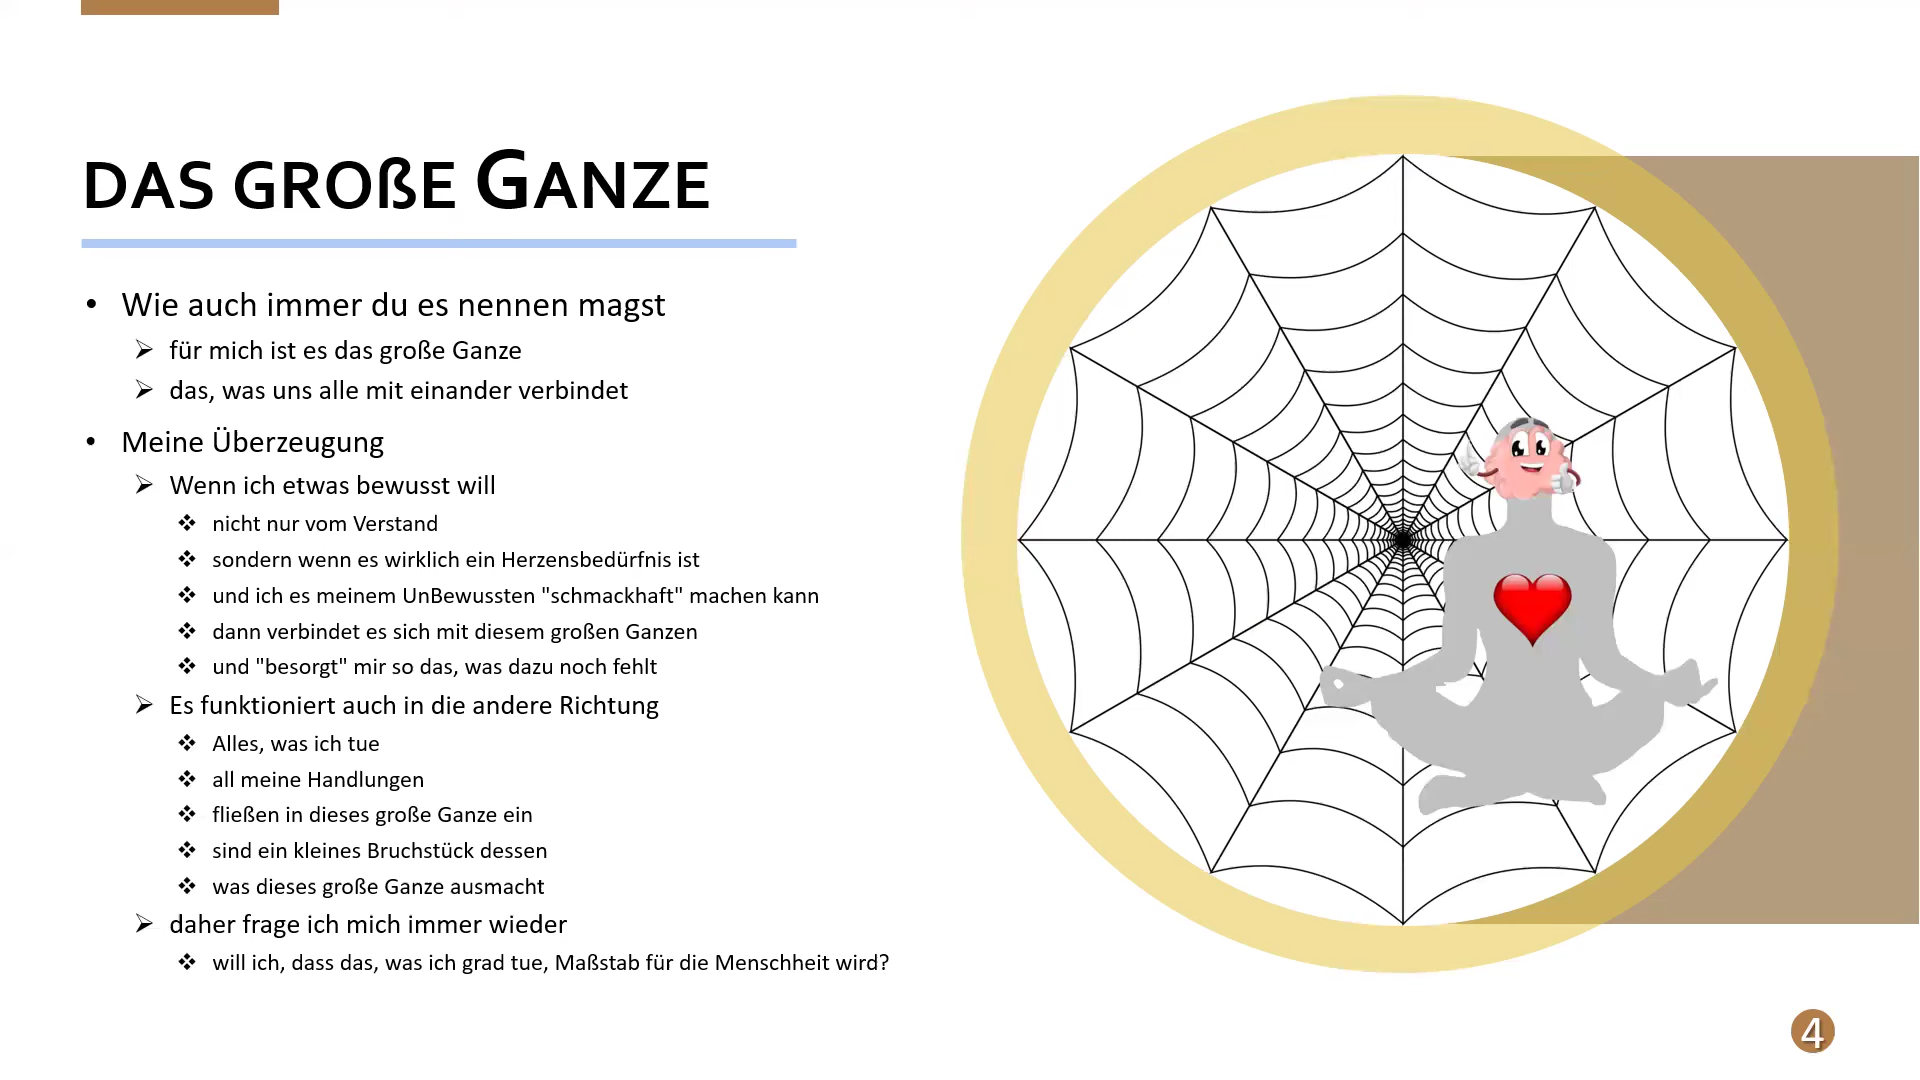 DAS GROßE GANZE
• Wie auch immer du es nennen magst
➢ für mich ist es das große Ganze
➢ das, was uns alle mit einander verbindet
• Meine Überzeugung
➢ Wenn ich etwas bewusst will
❖ nicht nur vom Verstand
❖ sondern wenn es wirklich ein Herzensbedürfnis ist
❖ und ich es meinem UnBewussten "schmackhaft" machen kann
❖ dann verbindet es sich mit diesem großen Ganzen
❖ und "besorgt" mir so das, was dazu noch fehlt
➢ Es funktioniert auch in die andere Richtung
❖ Alles, was ich tue
❖ all meine Handlungen
❖ fließen in dieses große Ganze ein
❖ sind ein kleines Bruchstück dessen
❖ was dieses große Ganze ausmacht
➢ daher frage ich mich immer wieder
❖ will ich, dass das, was ich grad tue, Maßstab für die Menschheit wird?
4